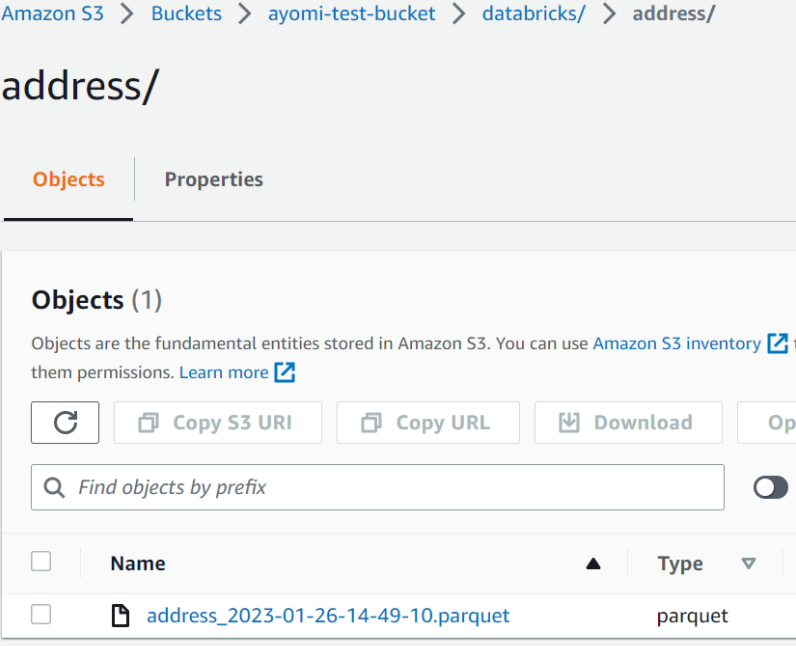 Amazon S3 > Buckets > ayomi-test-bucket > databricks/ > address/
address/
Objects Properties
Objects (1)
Objects are the fundamental entities stored in Amazon S3. You can use Amazon S3 inventory
them permissions. Learn more
Copy S3 URI Copy URL Download Op
Find objects by prefix
Name Type
address_2023-01-26-14-49-10.parquet parquet